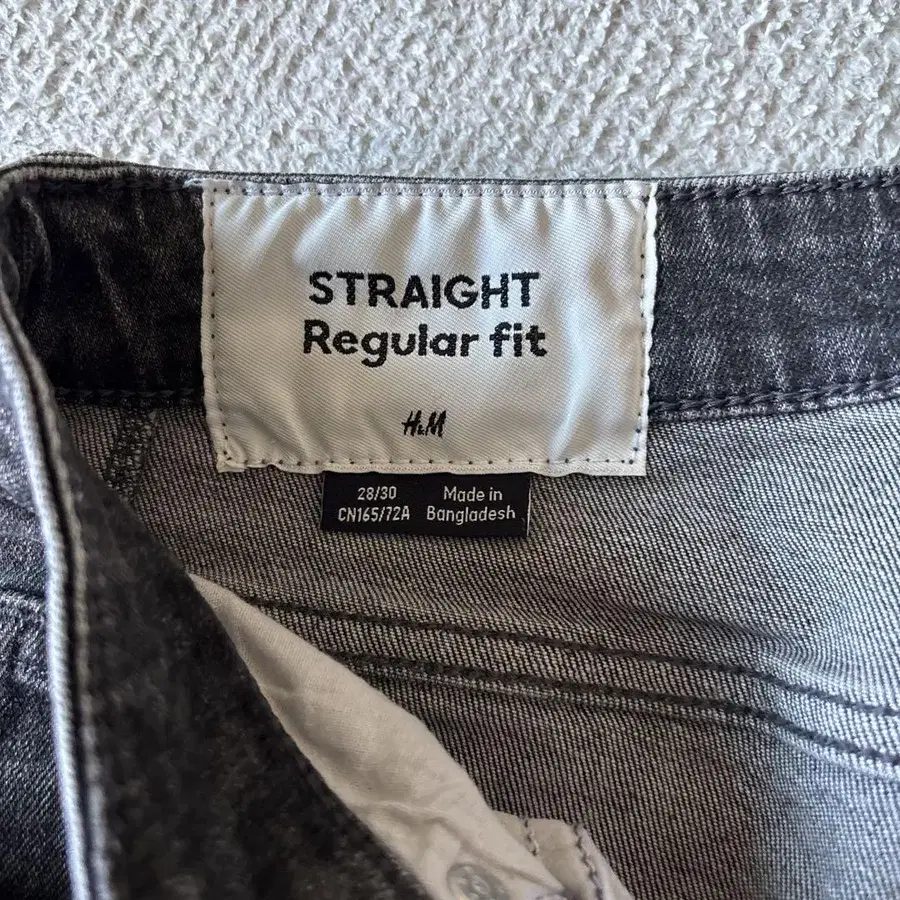 STRAIGHT
Regular fit
H&M
28/30
CN165/72A
Made in
Bangladesh